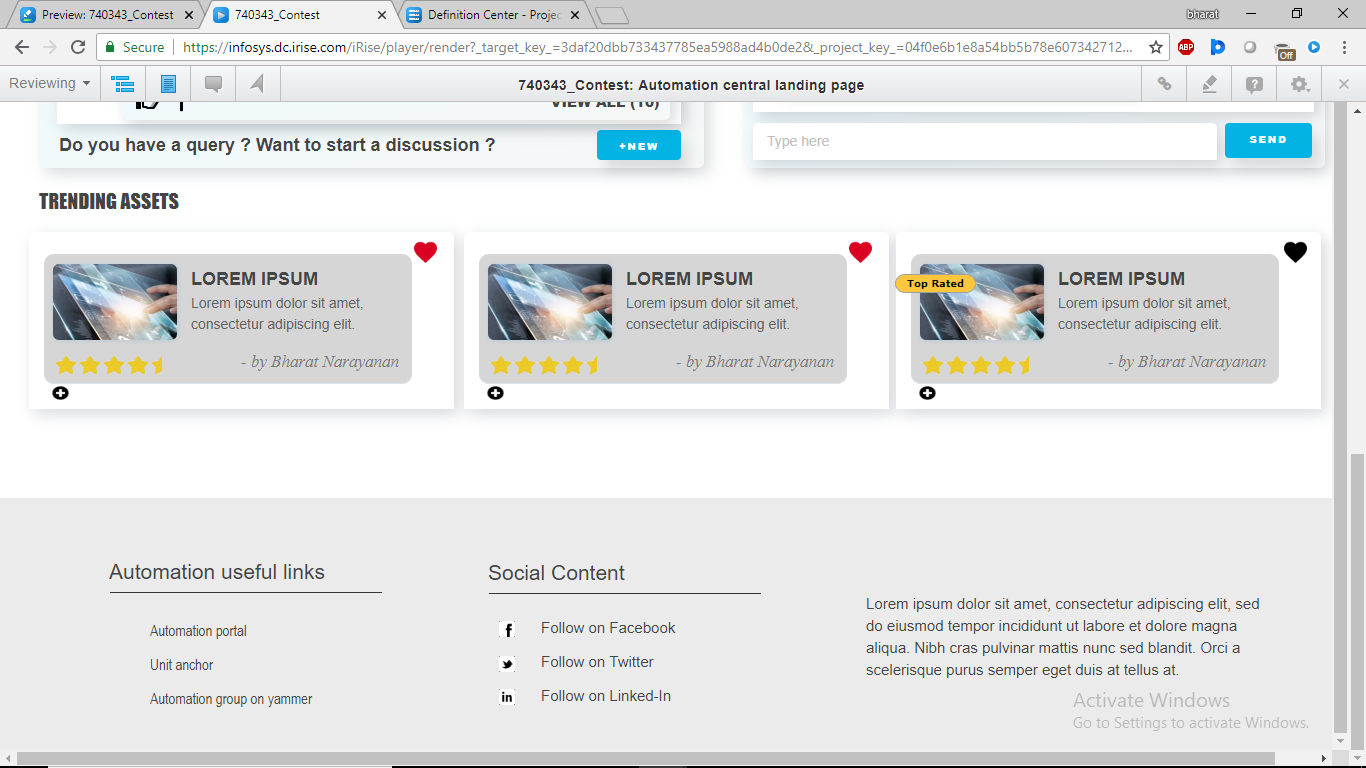 Preview: 740343_Contest
740343_Contest
Definition Center - Projec
bharat
Secure
https://infosys.dc.irise.com/iRise/player/render?_target_key_=3daf20dbb733437785ea5988ad4b0de2&_project_key_=04f0e6b1e8a54bb5b78e607342712...
ABP
Off
Reviewing
740343_Contest: Automation central landing page
VIEW ALL (10)
Do you have a query ? Want to start a discussion ?
+NEW
Type here
SEND
TRENDING ASSETS
LOREM IPSUM
Lorem ipsum dolor sit amet,
consectetur adipiscing elit.
- by Bharat Narayanan
LOREM IPSUM
Lorem ipsum dolor sit amet,
consectetur adipiscing elit.
- by Bharat Narayanan
Top Rated
LOREM IPSUM
Lorem ipsum dolor sit amet,
consectetur adipiscing elit.
- by Bharat Narayanan
Automation useful links
Automation portal
Unit anchor
Automation group on yammer
Social Content
Follow on Facebook
Follow on Twitter
Follow on Linked-In
Lorem ipsum dolor sit amet, consectetur adipiscing elit, sed
do eiusmod tempor incididunt ut labore et dolore magna
aliqua. Nibh cras pulvinar mattis nunc sed blandit. Orci a
scelerisque purus semper eget duis at tellus at.
Activate Windows
Go to Settings to activate Windows.